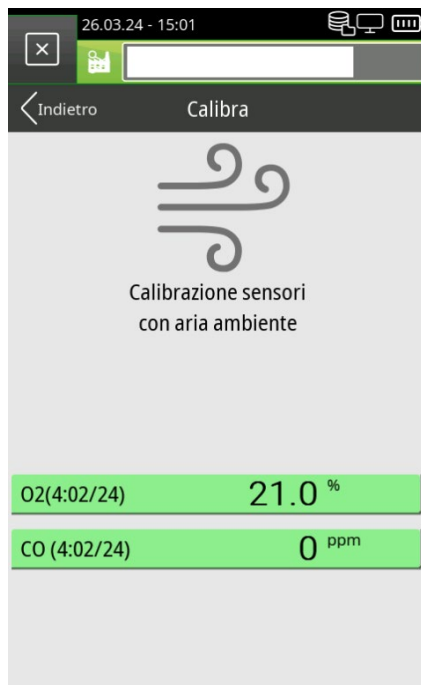 26.03.24 - 15:01
Indietro
Calibra
Calibrazione sensori
con aria ambiente
O2(4:02/24) 21.0 %
CO (4:02/24) 0 ppm